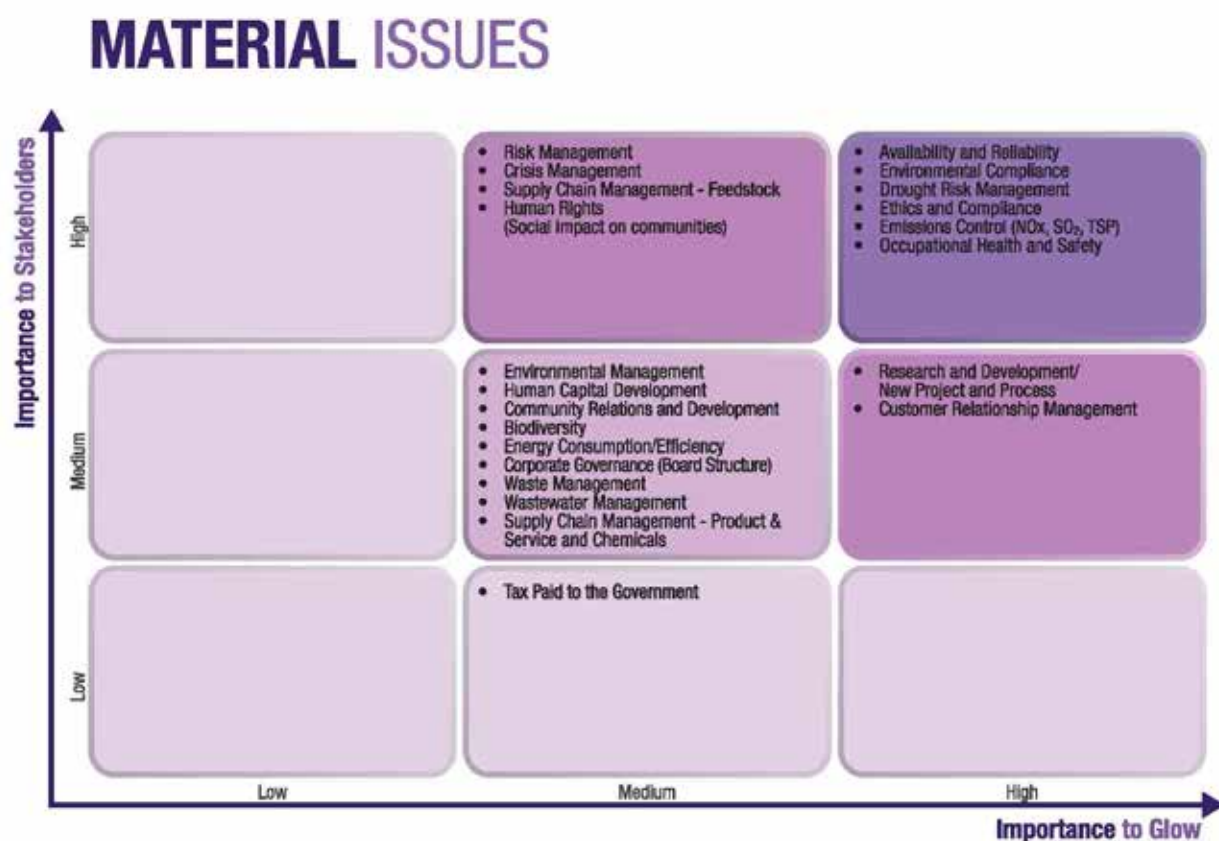 MATERIAL ISSUES
Importance to Stakeholders
High
• Risk Management
• Crisis Management
• Supply Chain Management - Feedstock
• Human Rights
(Social impact on communities)
• Availability and Reliability
• Environmental Compliance
• Drought Risk Management
• Ethics and Compliance
• Emissions Control (NOx, SO₂, TSP)
• Occupational Health and Safety
Medium
• Environmental Management
• Human Capital Development
• Community Relations and Development
• Biodiversity
• Energy Consumption/Efficiency
• Corporate Governance (Board Structure)
• Waste Management
• Wastewater Management
• Supply Chain Management - Product &
Service and Chemicals
• Research and Development/
New Project and Process
• Customer Relationship Management
Low
• Tax Paid to the Government
Low
Medium
High
Importance to Glow